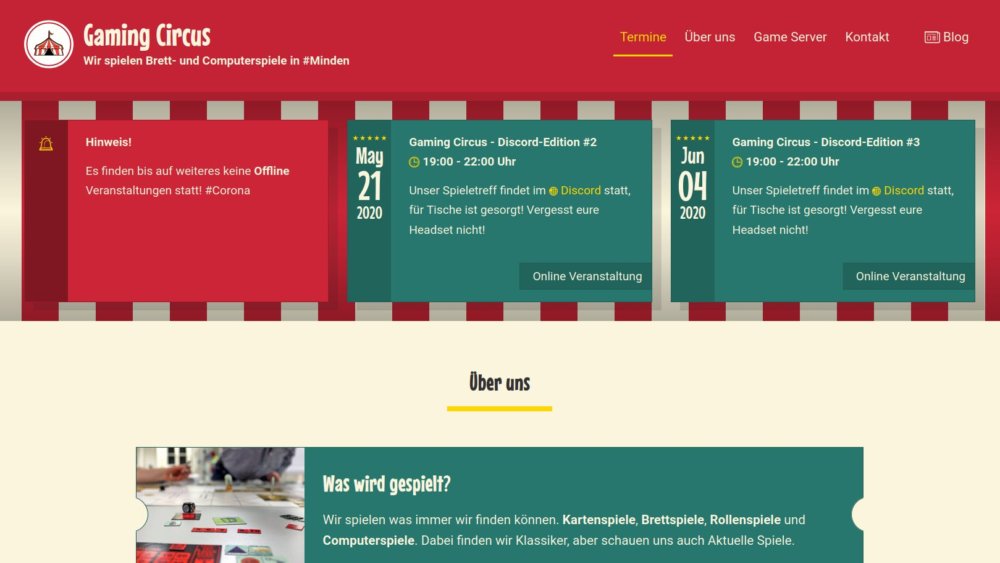 Gaming Circus
Wir spielen Brett- und Computerspiele in #Minden
Termine
Über uns
Game Server
Kontakt
Blog
Hinweis!
Es finden bis auf weiteres keine Offline
Veranstaltungen statt! #Corona
May
21
2020
Gaming Circus - Discord-Edition #2
19:00 - 22:00 Uhr
Unser Spieletreff findet im Discord statt,
für Tische ist gesorgt! Vergesst eure
Headset nicht!
Online Veranstaltung
Jun
04
2020
Gaming Circus - Discord-Edition #3
19:00 - 22:00 Uhr
Unser Spieletreff findet im Discord statt,
für Tische ist gesorgt! Vergesst eure
Headset nicht!
Online Veranstaltung
Über uns
Was wird gespielt?
Wir spielen was immer wir finden können. Kartenspiele, Brettspiele, Rollenspiele und
Computerspiele. Dabei finden wir Klassiker, aber schauen uns auch Aktuelle Spiele.